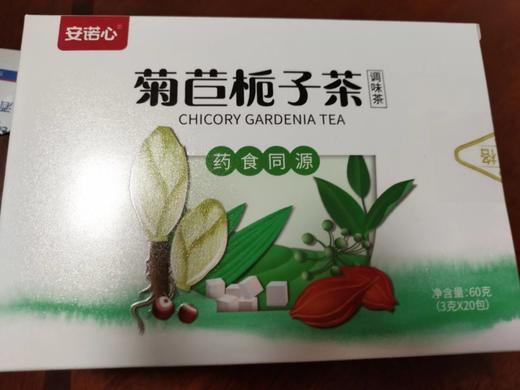 安诺心
菊苣栀子茶
调味茶
CHICORY GARDENIA TEA
药食同源
格
净含量:60克
(3克X20包)